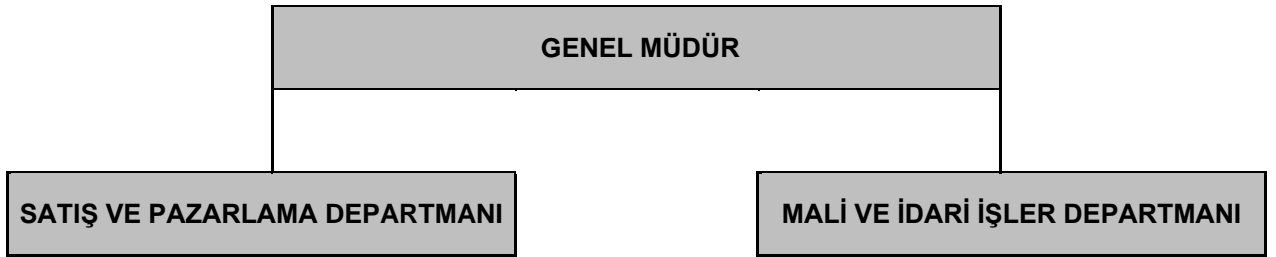 GENEL MÜDÜR
SATIŞ VE PAZARLAMA DEPARTMANI
MALİ VE İDARİ İŞLER DEPARTMANI